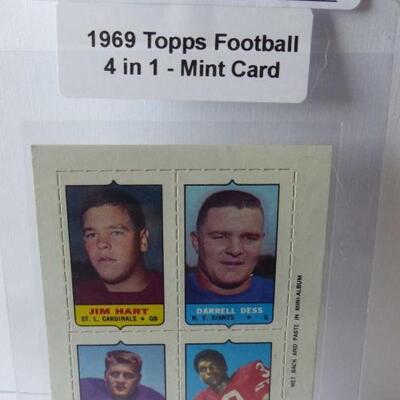 1969 Topps Football
4 in 1 - Mint Card
JIM HART
ST. L. CARDINALS • QB
DARRELL DESS
N. Y. GIANTS • G
WET BACK AND PASTE IN MINI-ALBUM